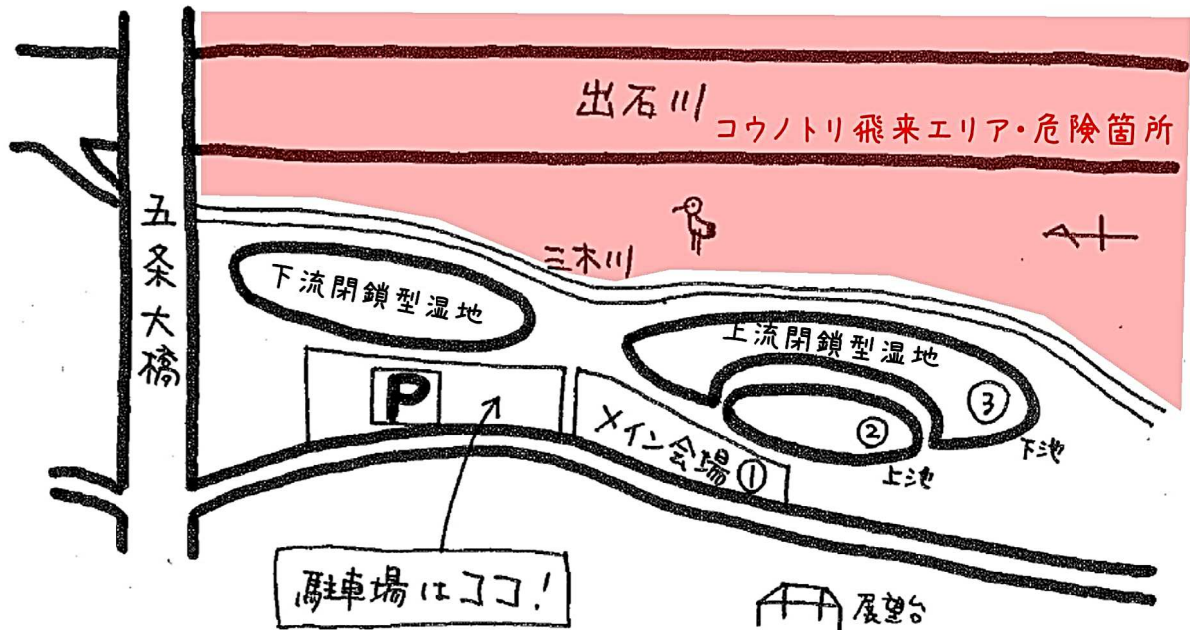 出石川
コウノトリ飛来エリア・危険箇所
五条大橋
三木川
下流閉鎖型湿地
上流閉鎖型湿地
P
メイン会場①
②
③
上池
下池
駐車場はココ!
展望台